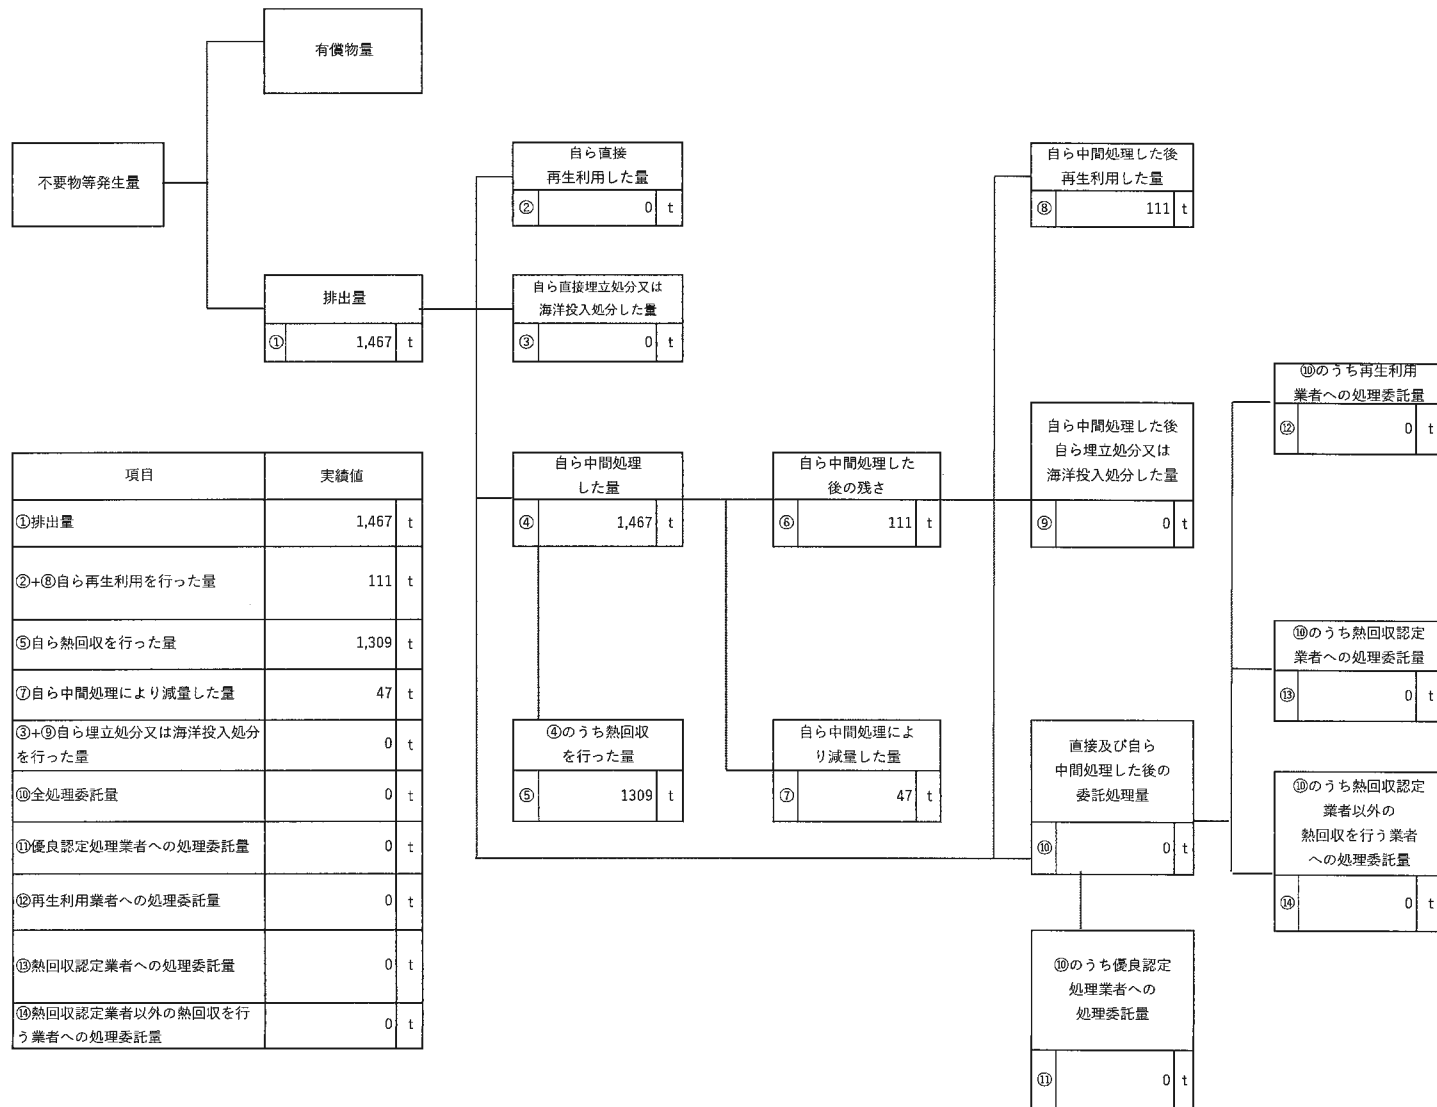 有償物量
不要物等発生量
排出量
① 1,467 t
自ら直接
再生利用した量
② 0 t
自ら直接埋立処分又は
海洋投入処分した量
③ 0 t
自ら中間処理
した量
④ 1,467 t
④のうち熱回収
を行った量
⑤ 1309 t
自ら中間処理した
後の残さ
⑥ 111 t
自ら中間処理によ
り減量した量
⑦ 47 t
自ら中間処理した後
再生利用した量
⑧ 111 t
自ら中間処理した後
自ら埋立処分又は
海洋投入処分した量
⑨ 0 t
直接及び自ら
中間処理した後の
委託処理量
⑩ 0 t
⑩のうち優良認定
処理業者への
処理委託量
⑪ 0 t
⑩のうち再生利用
業者への処理委託量
⑫ 0 t
⑩のうち熱回収認定
業者への処理委託量
⑬ 0 t
⑩のうち熱回収認定
業者以外の
熱回収を行う業者
への処理委託量
⑭ 0 t
項目 実績値
①排出量 1,467 t
②+⑧自ら再生利用を行った量 111 t
⑤自ら熱回収を行った量 1,309 t
⑦自ら中間処理により減量した量 47 t
③+⑨自ら埋立処分又は海洋投入処分
を行った量 0 t
⑩全処理委託量 0 t
⑪優良認定処理業者への処理委託量 0 t
⑫再生利用業者への処理委託量 0 t
⑬熱回収認定業者への処理委託量 0 t
⑭熱回収認定業者以外の熱回収を行
う業者への処理委託量 0 t